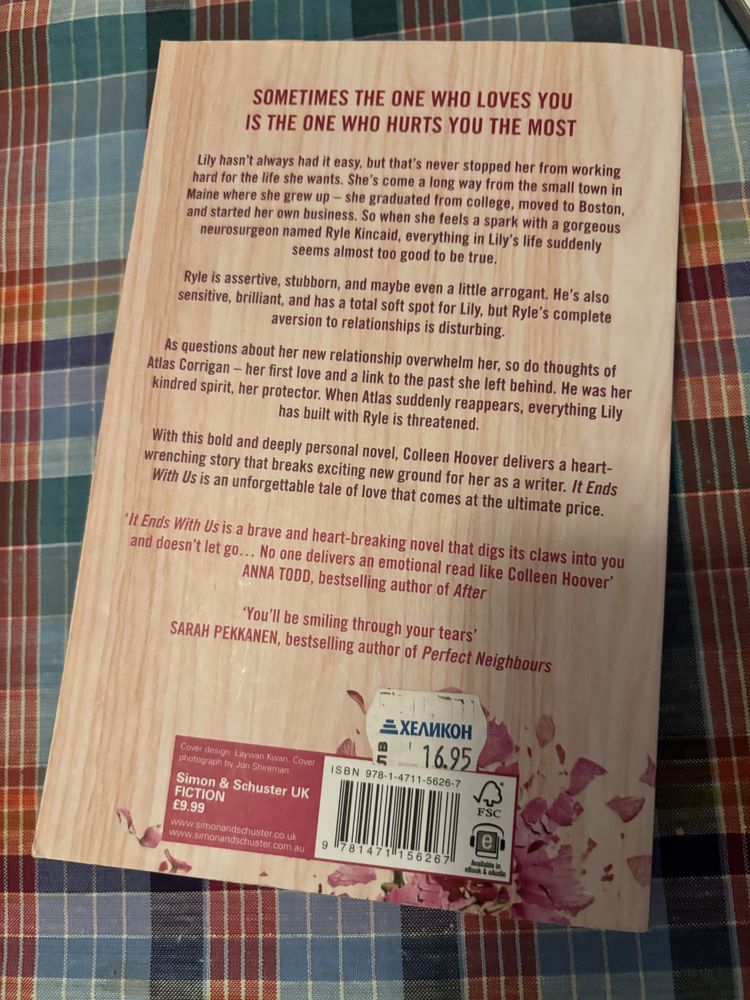 SOMETIMES THE ONE WHO LOVES YOU
IS THE ONE WHO HURTS YOU THE MOST
Lily hasn't always had it easy, but that's never stopped her from working
hard for the life she wants. She's come a long way from the small town in
Maine where she grew up – she graduated from college, moved to Boston,
and started her own business. So when she feels a spark with a gorgeous
neurosurgeon named Ryle Kincaid, everything in Lily's life suddenly
seems almost too good to be true.
Ryle is assertive, stubborn, and maybe even a little arrogant. He's also
sensitive, brilliant, and has a total soft spot for Lily, but Ryle's complete
aversion to relationships is disturbing.
As questions about her new relationship overwhelm her, so do thoughts of
Atlas Corrigan – her first love and a link to the past she left behind. He was her
kindred spirit, her protector. When Atlas suddenly reappears, everything Lily
has built with Ryle is threatened.
With this bold and deeply personal novel, Colleen Hoover delivers a heart-
wrenching story that breaks exciting new ground for her as a writer. It Ends
With Us is an unforgettable tale of love that comes at the ultimate price.
'It Ends With Us is a brave and heart-breaking novel that digs its claws into you
and doesn't let go… No one delivers an emotional read like Colleen Hoover'
ANNA TODD, bestselling author of After
'You'll be smiling through your tears'
SARAH PEKKANEN, bestselling author of Perfect Neighbours
ХЕЛИКОН
ЛВ 16.95
Cover design: Laywan Kwan. Cover
photograph by Jon Shireman
Simon & Schuster UK
FICTION
£9.99
www.simonandschuster.co.uk
www.simonandschuster.com.au
ISBN 978-1-4711-5626-7
9 781471 156267
FSC
e
Available in
eBook & eAudio